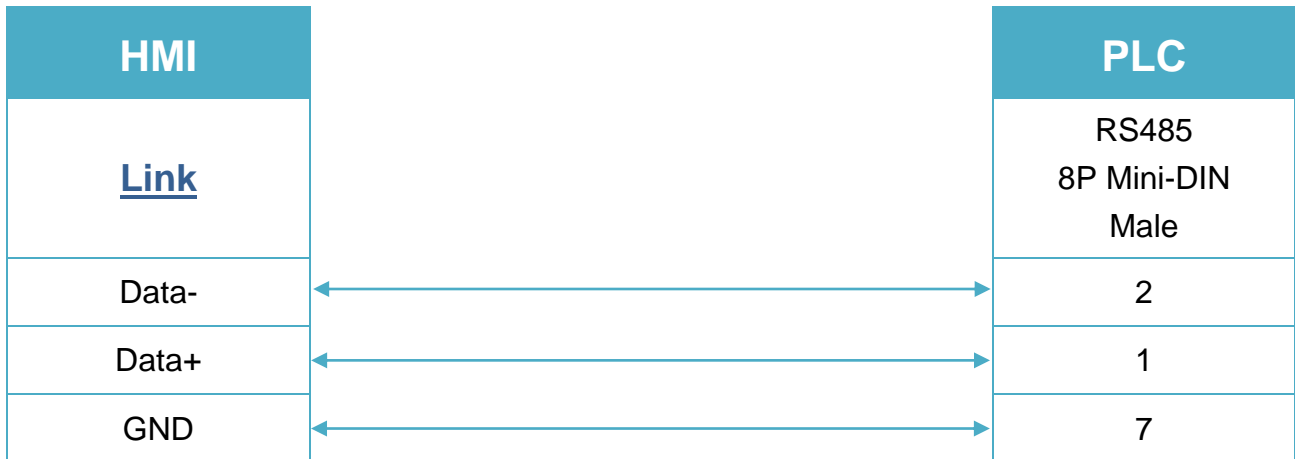 HMI PLC
Link
RS485
8P Mini-DIN
Male
Data- 2
Data+ 1
GND 7